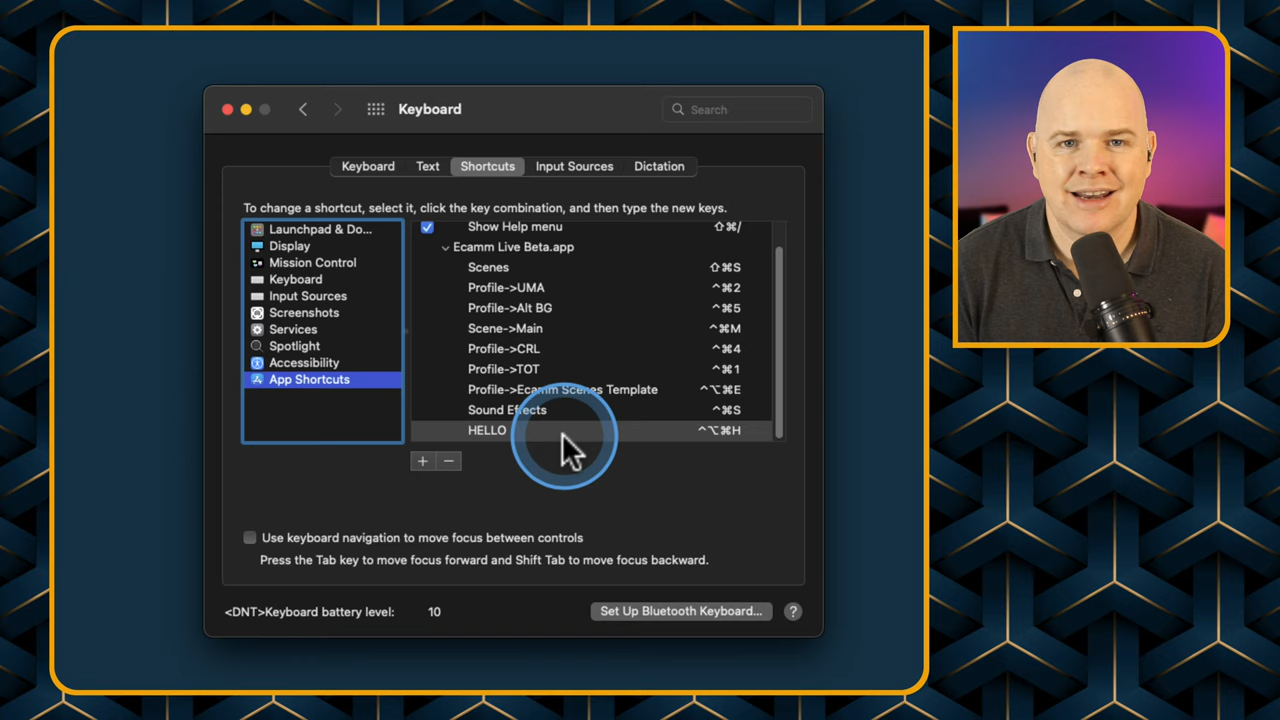 Keyboard
Search
Keyboard Text Shortcuts Input Sources Dictation
To change a shortcut, select it, click the key combination, and then type the new keys.
Launchpad & Do...
Display
Mission Control
Keyboard
Input Sources
Screenshots
Services
Spotlight
Accessibility
App Shortcuts
Show Help menu ⇧⌘/
Ecamm Live Beta.app
Scenes ⇧⌘S
Profile->UMA ^⌘2
Profile->Alt BG ^⌘5
Scene->Main ^⌘M
Profile->CRL ^⌘4
Profile->TOT ^⌘1
Profile->Ecamm Scenes Template ^⌥⌘E
Sound Effects ^⌘S
HELLO ^⌥⌘H
+ −
Use keyboard navigation to move focus between controls
Press the Tab key to move focus forward and Shift Tab to move focus backward.
<DNT>Keyboard battery level: 10
Set Up Bluetooth Keyboard... ?